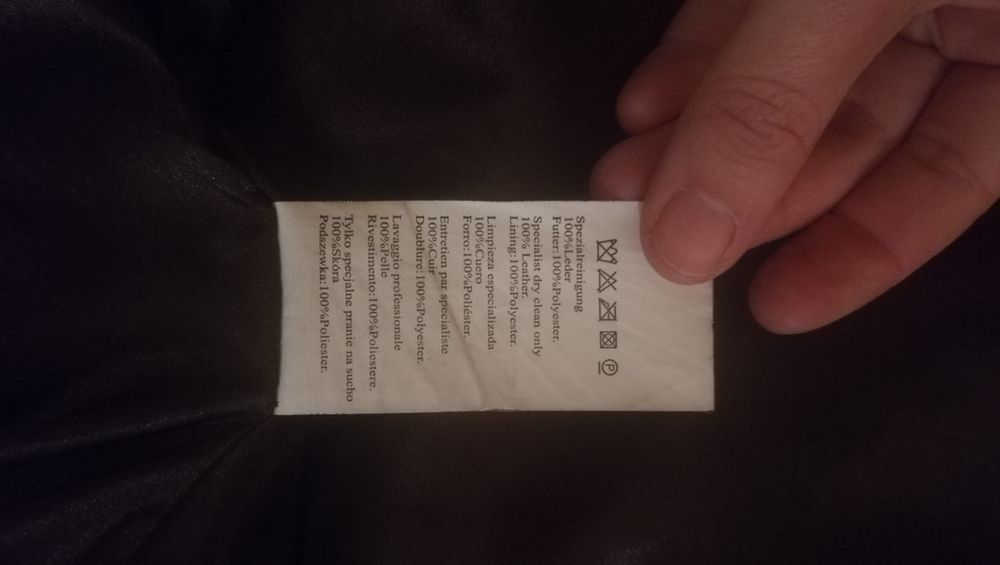 P
Spezialreinigung
100%Leder
Futter:100%Polyester.
Specialist dry clean only
100% Leather.
Lining:100%Polyester.
Limpieza especializada
100%Cuero
Forro:100%Poliéster.
Entretien par specialiste
100%Cuir
Doublure:100%Polyester.
Lavaggio professionale
100%Pelle
Rivestimento:100%Poliestere.
Tylko specjalne pranie na sucho
100%Skóra
Podszewka:100%Poliester.